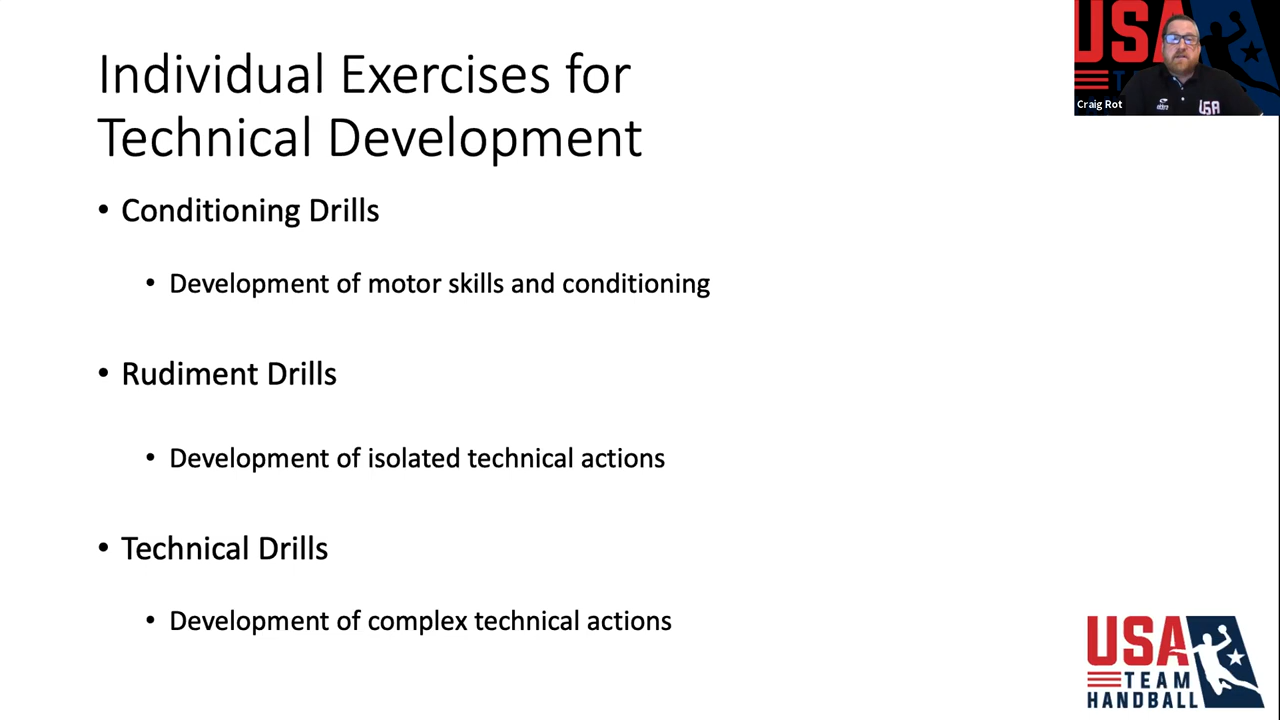 Individual Exercises for
Technical Development
• Conditioning Drills
• Development of motor skills and conditioning
• Rudiment Drills
• Development of isolated technical actions
• Technical Drills
• Development of complex technical actions
USA
Craig Rot
USA
USA
TEAM
HANDBALL